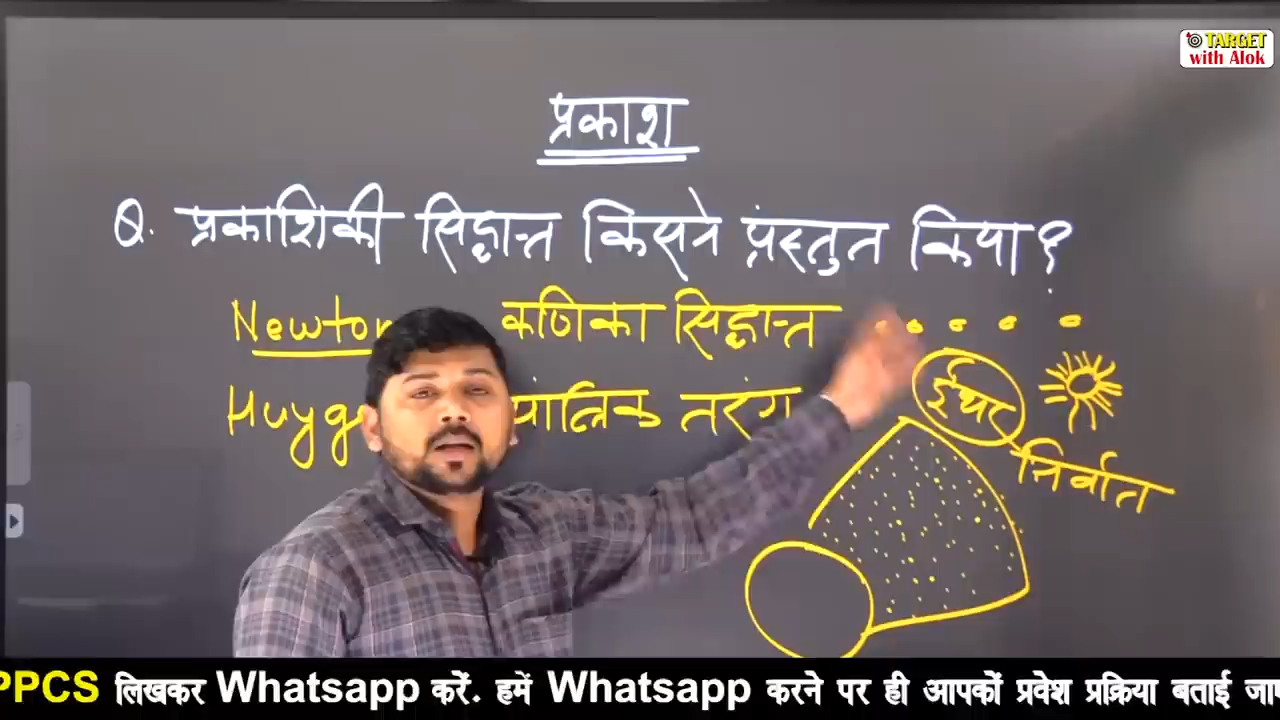 TARGET
with Alok
प्रकाश
Q. प्रकाशिकी सिद्धान्त किसने प्रस्तुत किया?
Newton कणिका सिद्धान्त
Huyge यांत्रिक तरंग
ईथर
निर्वात
PPCS लिखकर Whatsapp करें. हमें Whatsapp करने पर ही आपकों प्रवेश प्रक्रिया बताई जा